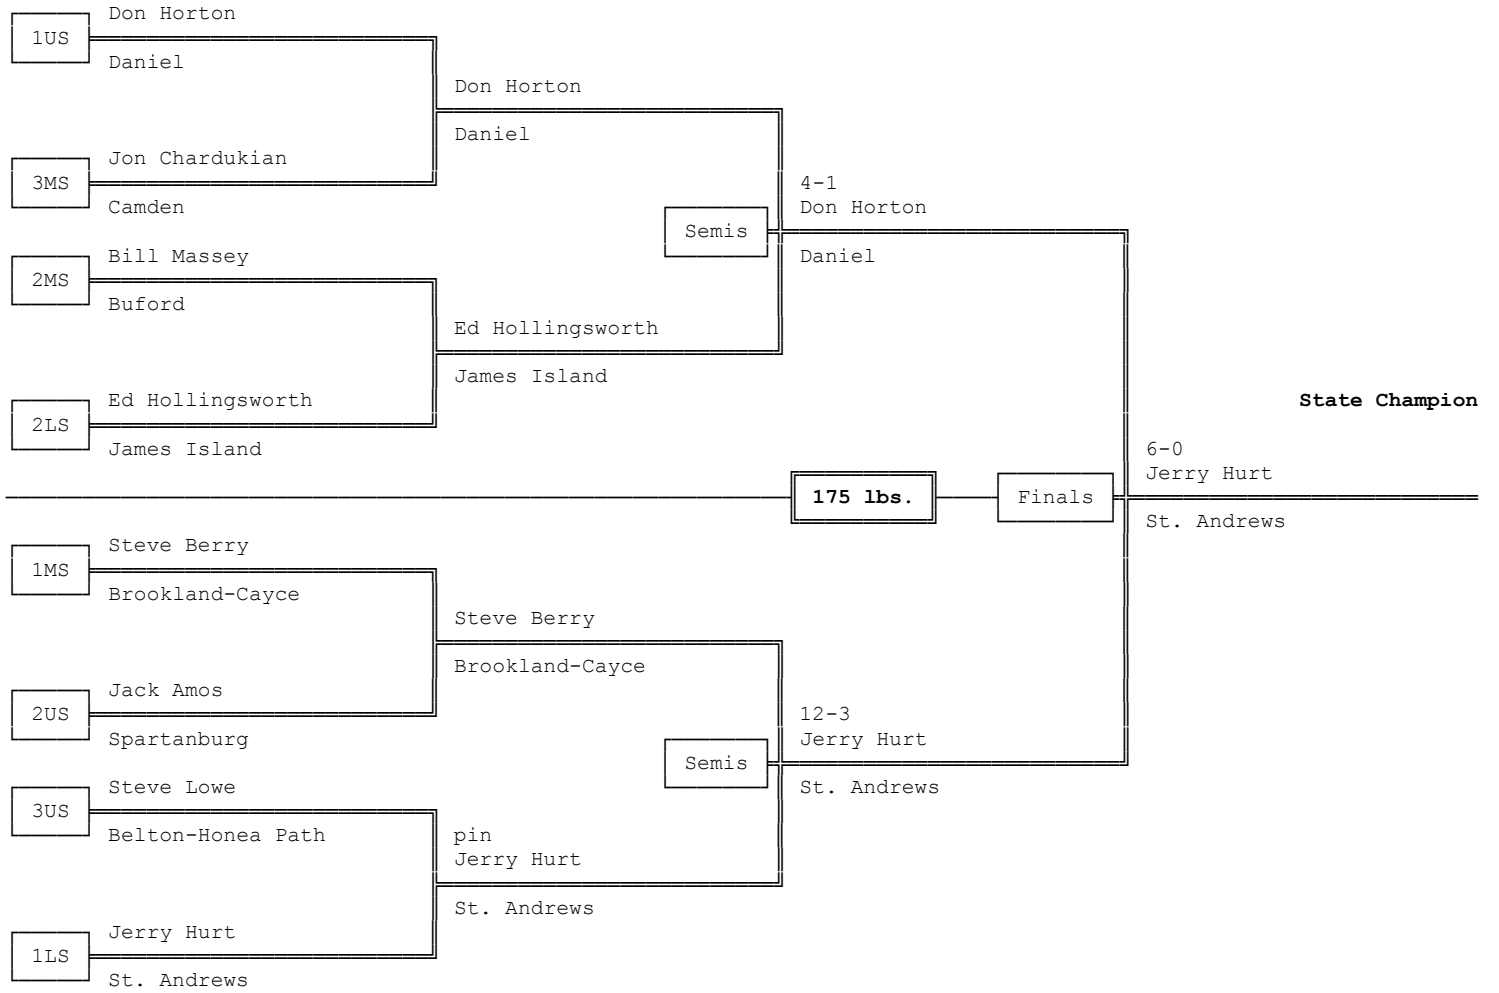 Don Horton
1US
Daniel
Don Horton
Daniel
Jon Chardukian
3MS
Camden
4-1
Don Horton
Semis
Daniel
Bill Massey
2MS
Buford
Ed Hollingsworth
James Island
Ed Hollingsworth
2LS
James Island
State Champion
6-0
Jerry Hurt
175 lbs.
Finals
St. Andrews
Steve Berry
1MS
Brookland-Cayce
Steve Berry
Brookland-Cayce
Jack Amos
2US
Spartanburg
12-3
Jerry Hurt
Semis
St. Andrews
Steve Lowe
3US
Belton-Honea Path
pin
Jerry Hurt
St. Andrews
Jerry Hurt
1LS
St. Andrews